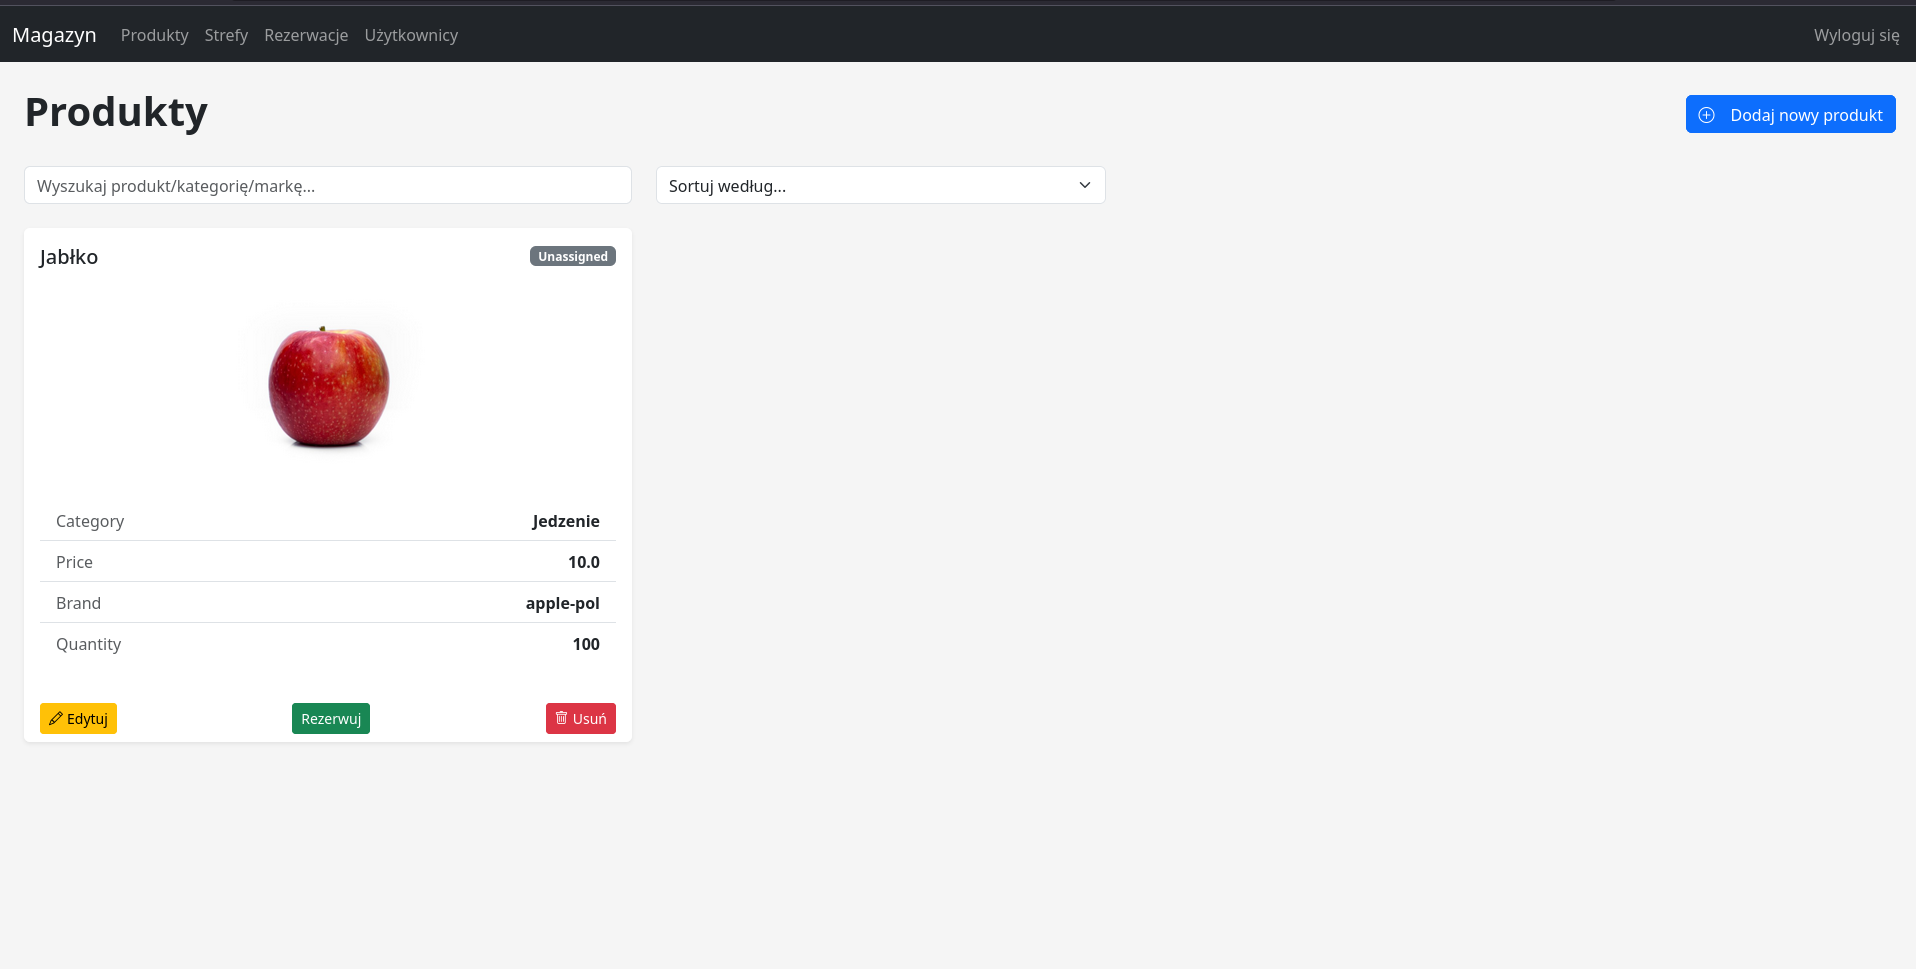 Magazyn Produkty Strefy Rezerwacje Użytkownicy Wyloguj się
Produkty
Dodaj nowy produkt
Wyszukaj produkt/kategorię/markę...
Sortuj według...
Jabłko
Unassigned
Category Jedzenie
Price 10.0
Brand apple-pol
Quantity 100
Edytuj Rezerwuj Usuń